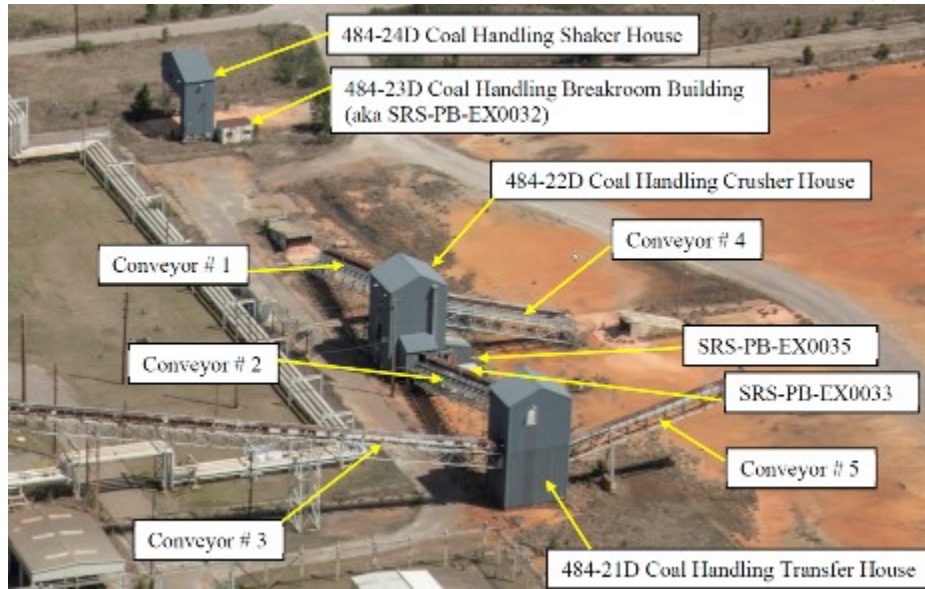 484-24D Coal Handling Shaker House
484-23D Coal Handling Breakroom Building
(aka SRS-PB-EX0032)
484-22D Coal Handling Crusher House
Conveyor # 4
Conveyor # 1
SRS-PB-EX0035
Conveyor # 2
SRS-PB-EX0033
Conveyor # 5
Conveyor # 3
484-21D Coal Handling Transfer House